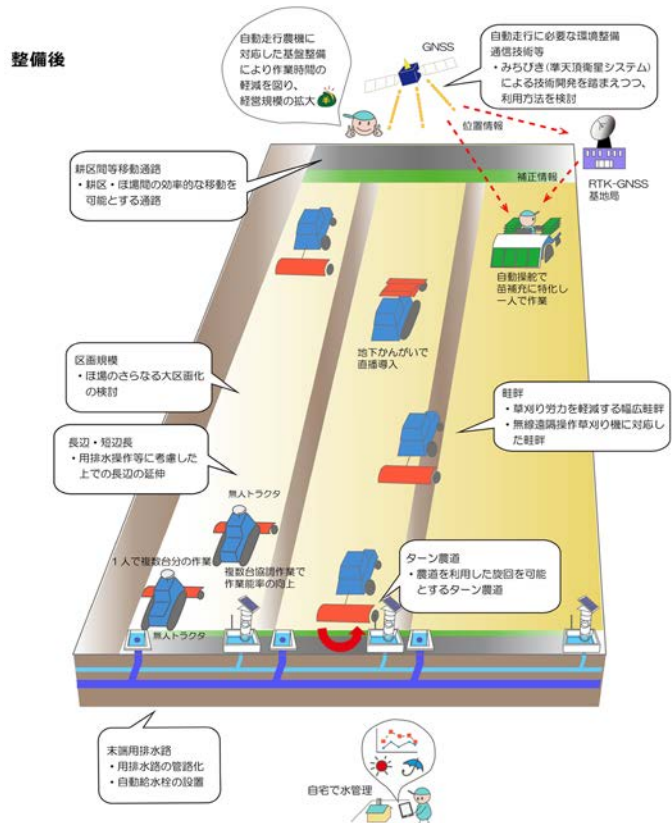 整備後
自動走行農機に
対応した基盤整備
により作業時間の
軽減を図り、
経営規模の拡大
GNSS
自動走行に必要な環境整備
通信技術等
・みちびき(準天頂衛星システム)
による技術開発を踏まえつつ、
利用方法を検討
位置情報
RTK-GNSS
基地局
補正情報
耕区間等移動通路
・耕区・ほ場間の効率的な移動を
可能とする通路
自動操舵で
苗補充に特化し
一人で作業
地下かんがいで
直播導入
区画規模
・ほ場のさらなる大区画化
の検討
畦畔
・草刈り労力を軽減する幅広畦畔
・無線遠隔操作草刈り機に対応し
た畦畔
長辺・短辺長
・用排水操作等に考慮した
上での長辺の延伸
無人トラクタ
1人で複数台分の作業
複数台協調作業で
作業能率の向上
無人トラクタ
ターン農道
・農道を利用した旋回を可能
とするターン農道
末端用排水路
・用排水路の管路化
・自動給水栓の設置
自宅で水管理